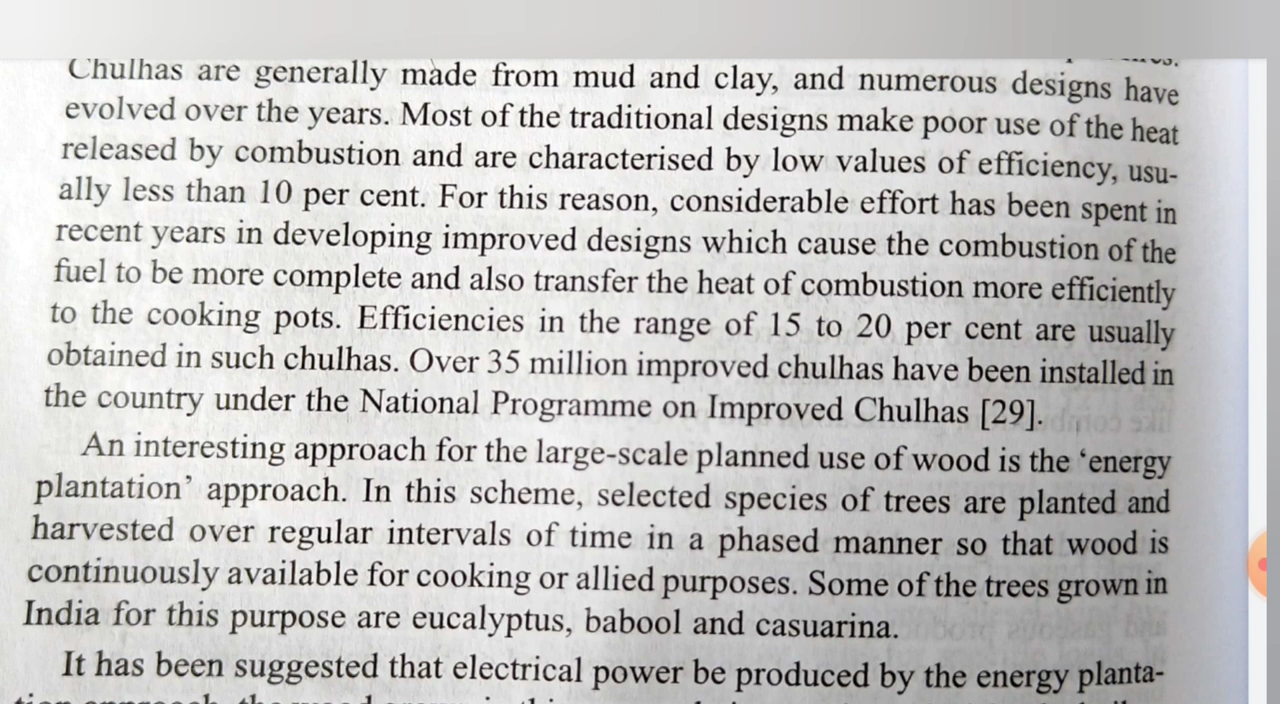 Chulhas are generally made from mud and clay, and numerous designs have
evolved over the years. Most of the traditional designs make poor use of the heat
released by combustion and are characterised by low values of efficiency, usu-
ally less than 10 per cent. For this reason, considerable effort has been spent in
recent years in developing improved designs which cause the combustion of the
fuel to be more complete and also transfer the heat of combustion more efficiently
to the cooking pots. Efficiencies in the range of 15 to 20 per cent are usually
obtained in such chulhas. Over 35 million improved chulhas have been installed in
the country under the National Programme on Improved Chulhas [29].
An interesting approach for the large-scale planned use of wood is the ‘energy
plantation’ approach. In this scheme, selected species of trees are planted and
harvested over regular intervals of time in a phased manner so that wood is
continuously available for cooking or allied purposes. Some of the trees grown in
India for this purpose are eucalyptus, babool and casuarina.
It has been suggested that electrical power be produced by the energy planta-